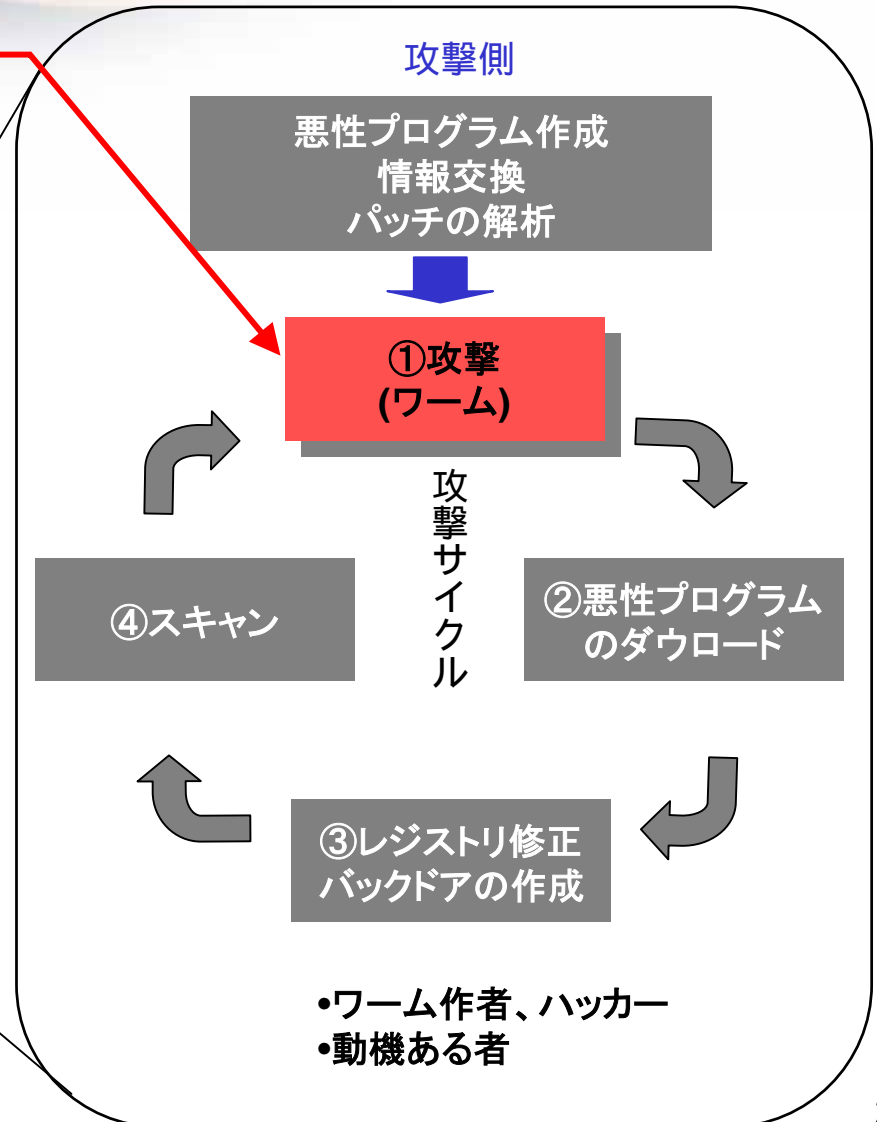 攻撃側
悪性プログラム作成
情報交換
パッチの解析
①攻撃
(ワーム)
攻撃サイクル
②悪性プログラム
のダウロード
④スキャン
③レジストリ修正
バックドアの作成
•ワーム作者、ハッカー
•動機ある者